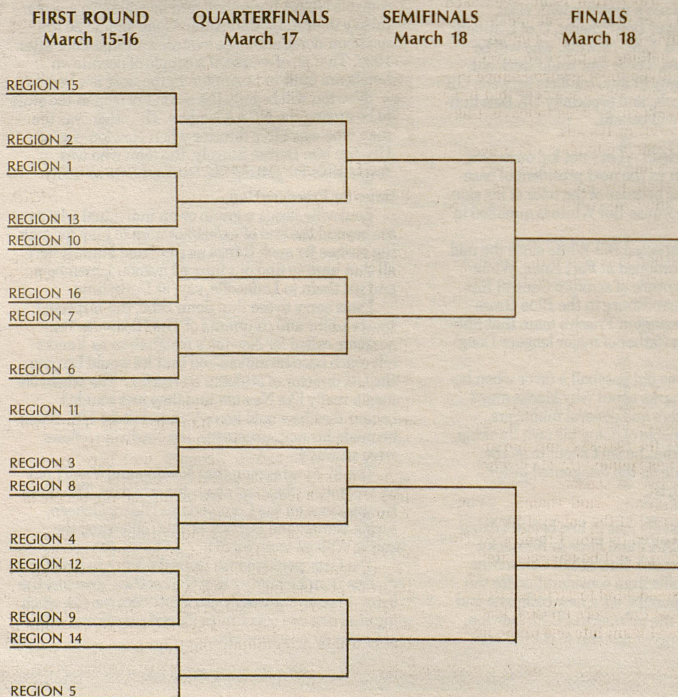 FIRST ROUND QUARTERFINALS SEMIFINALS FINALS
March 15-16 March 17 March 18 March 18
REGION 15
REGION 2
REGION 1
REGION 13
REGION 10
REGION 16
REGION 7
REGION 6
REGION 11
REGION 3
REGION 8
REGION 4
REGION 12
REGION 9
REGION 14
REGION 5